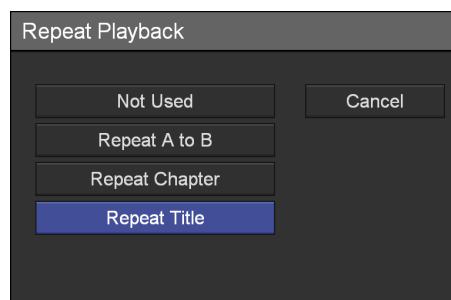 Repeat Playback
Not Used
Cancel
Repeat A to B
Repeat Chapter
Repeat Title